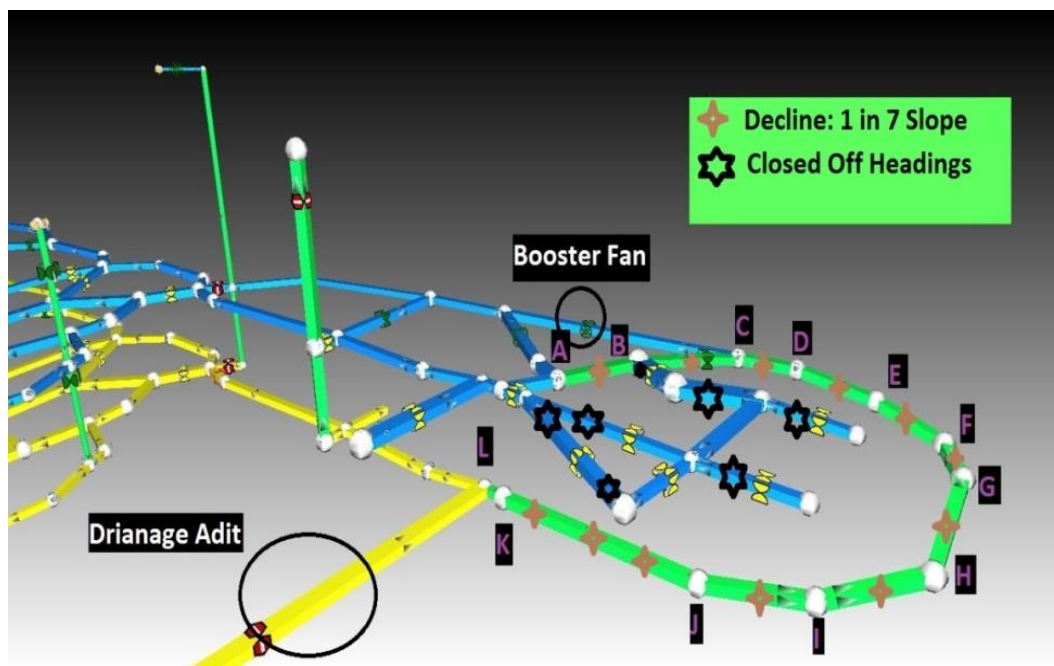 Decline: 1 in 7 Slope
Closed Off Headings
Booster Fan
A
B
C
D
E
F
G
L
Drianage Adit
K
H
J
I